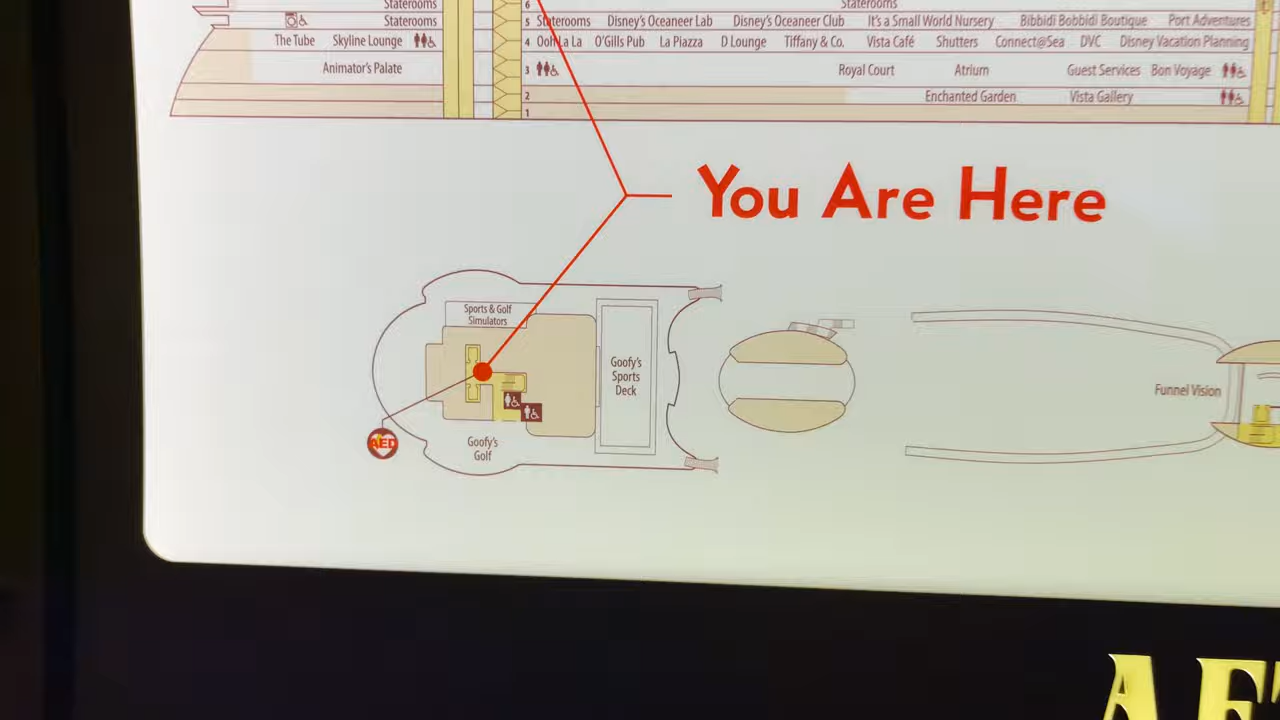 Staterooms
6
Staterooms
Staterooms
5 Staterooms Disney's Oceaneer Lab Disney's Oceaneer Club It's a Small World Nursery Bibbidi Bobbidi Boutique Port Adventures
The Tube Skyline Lounge
4 Ooh La La O'Gills Pub La Piazza D Lounge Tiffany & Co. Vista Café Shutters Connect@Sea DVC Disney Vacation Planning
Animator's Palate
3 Royal Court Atrium Guest Services Bon Voyage
2 Enchanted Garden Vista Gallery
1
You Are Here
Sports & Golf
Simulators
Goofy's
Sports
Deck
Funnel Vision
AED
Goofy's
Golf